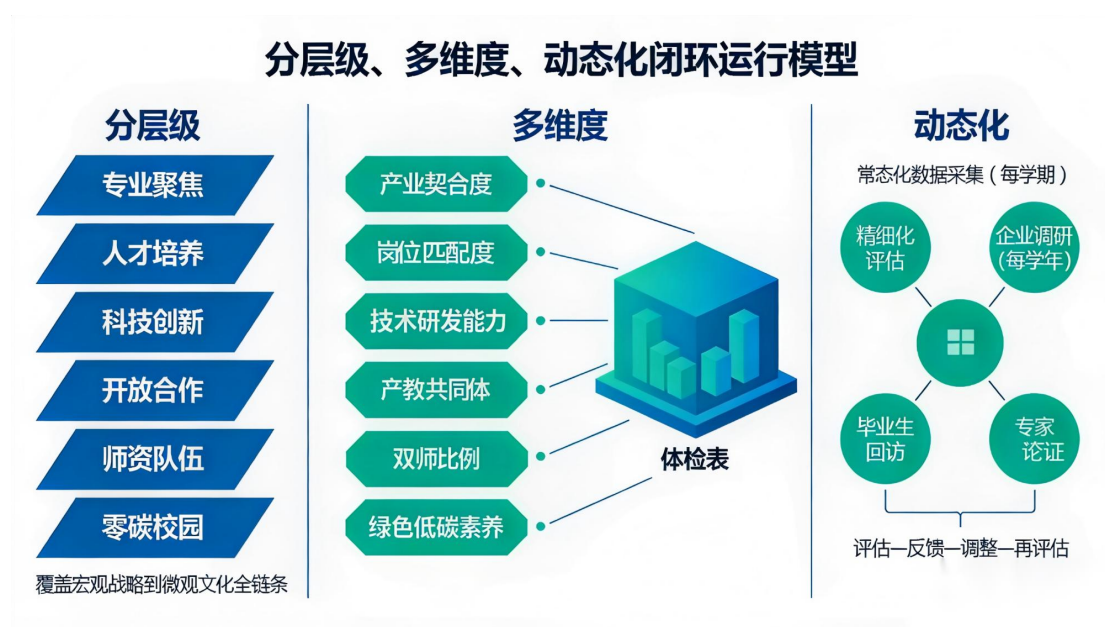 分层级、多维度、动态化闭环运行模型
分层级
专业聚焦
人才培养
科技创新
开放合作
师资队伍
零碳校园
覆盖宏观战略到微观文化全链条
多维度
产业契合度
岗位匹配度
技术研发能力
产教共同体
双师比例
绿色低碳素养
体检表
动态化
常态化数据采集（每学期）
精细化
评估
企业调研
（每学年）
毕业生
回访
专家
论证
评估—反馈—调整—再评估